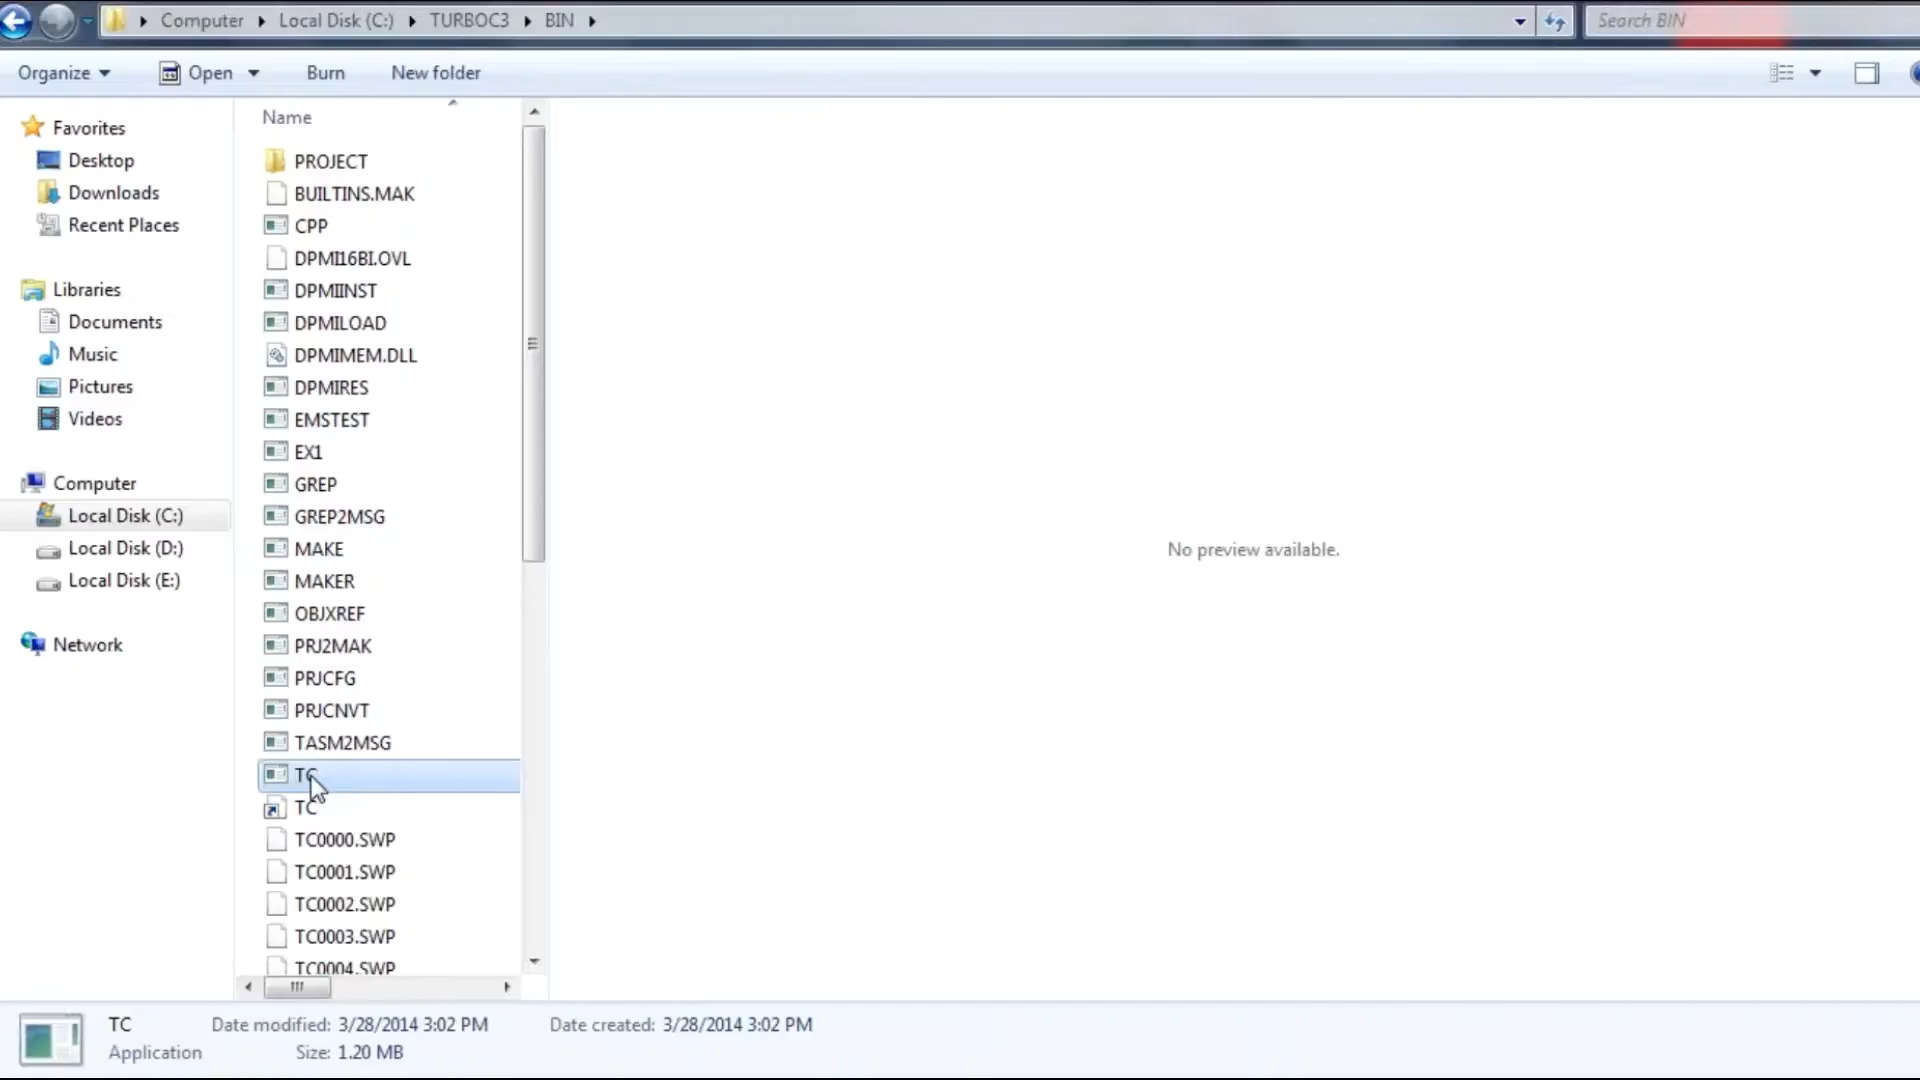 Computer Local Disk (C:) TURBOC3 BIN
Search BIN
Organize Open Burn New folder
Favorites
Desktop
Downloads
Recent Places
Libraries
Documents
Music
Pictures
Videos
Computer
Local Disk (C:)
Local Disk (D:)
Local Disk (E:)
Network
Name
PROJECT
BUILTINS.MAK
CPP
DPMI16BI.OVL
DPMIINST
DPMILOAD
DPMIMEM.DLL
DPMIRES
EMSTEST
EX1
GREP
GREP2MSG
MAKE
MAKER
OBJXREF
PRJ2MAK
PRJCFG
PRJCNVT
TASM2MSG
TC
TC
TC0000.SWP
TC0001.SWP
TC0002.SWP
TC0003.SWP
TC0004.SWP
No preview available.
TC Date modified: 3/28/2014 3:02 PM Date created: 3/28/2014 3:02 PM
Application Size: 1.20 MB